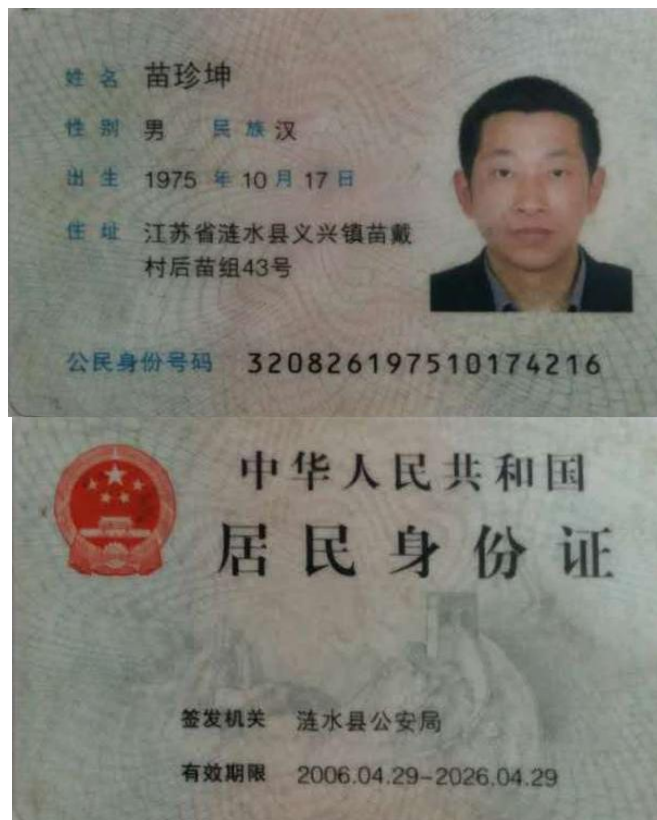 姓名 苗珍坤
性别 男 民族 汉
出生 1975 年 10 月 17 日
住址 江苏省涟水县义兴镇苗戴
村后苗组43号
公民身份号码 320826197510174216
中华人民共和国
居民身份证
签发机关 涟水县公安局
有效期限 2006.04.29-2026.04.29